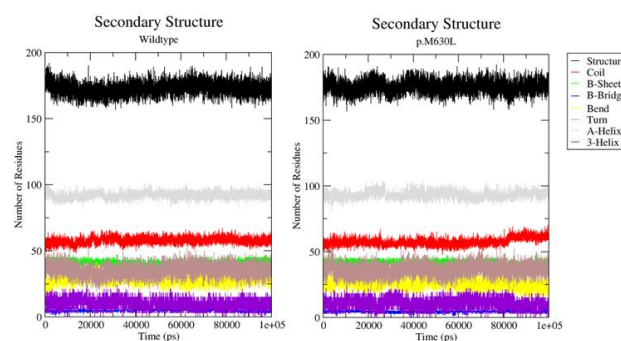 Secondary Structure
Wildtype
200
150
100
50
0
0 20000 40000 60000 80000 1e+05
Time (ps)
Number of Residues
Secondary Structure
p.M630L
200
150
100
50
0
0 20000 40000 60000 80000 1e+05
Time (ps)
Number of Residues
Structure
Coil
B-Sheet
B-Bridg
Bend
Turn
A-Helix
3-Helix